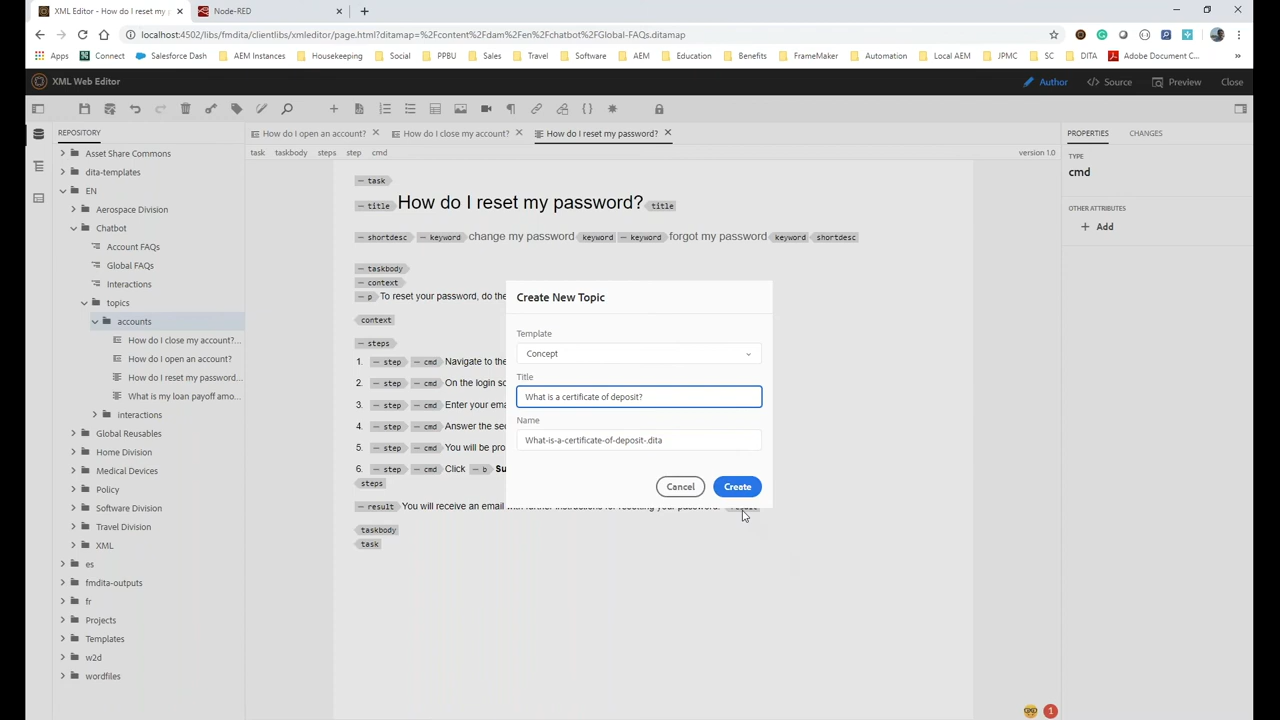 XML Editor - How do I reset my p
Node-RED
localhost:4502/libs/fmdita/clientlibs/xmleditor/page.html?ditamap=%2Fcontent%2Fdam%2Fen%2Fchatbot%2FGlobal-FAQs.ditamap
Apps Connect Salesforce Dash AEM Instances Housekeeping Social PPBU Sales Travel Software AEM Education Benefits FrameMaker Automation Local AEM JPMC SC DITA Adobe Document C...
XML Web Editor
Author Source Preview Close
REPOSITORY
How do I open an account?
How do I close my account?
How do I reset my password?
PROPERTIES CHANGES
task taskbody steps step cmd
version 1.0
Asset Share Commons
dita-templates
EN
Aerospace Division
Chatbot
Account FAQs
Global FAQs
Interactions
topics
accounts
How do I close my account?...
How do I open an account?
How do I reset my password...
What is my loan payoff amo...
interactions
Global Reusables
Home Division
Medical Devices
Policy
Software Division
Travel Division
XML
es
fmdita-outputs
fr
Projects
Templates
w2d
wordfiles
task
title How do I reset my password? title
shortdesc keyword change my password keyword keyword forgot my password keyword shortdesc
taskbody
context
p To reset your password, do the
context
steps
1. step cmd Navigate to the
2. step cmd On the login sc
3. step cmd Enter your ema
4. step cmd Answer the sec
5. step cmd You will be pro
6. step cmd Click b Su
steps
result You will receive an email with further instructions for resetting your password. result
taskbody
task
Create New Topic
Template
Concept
Title
What is a certificate of deposit?
Name
What-is-a-certificate-of-deposit-.dita
Cancel Create
TYPE
cmd
OTHER ATTRIBUTES
Add
1